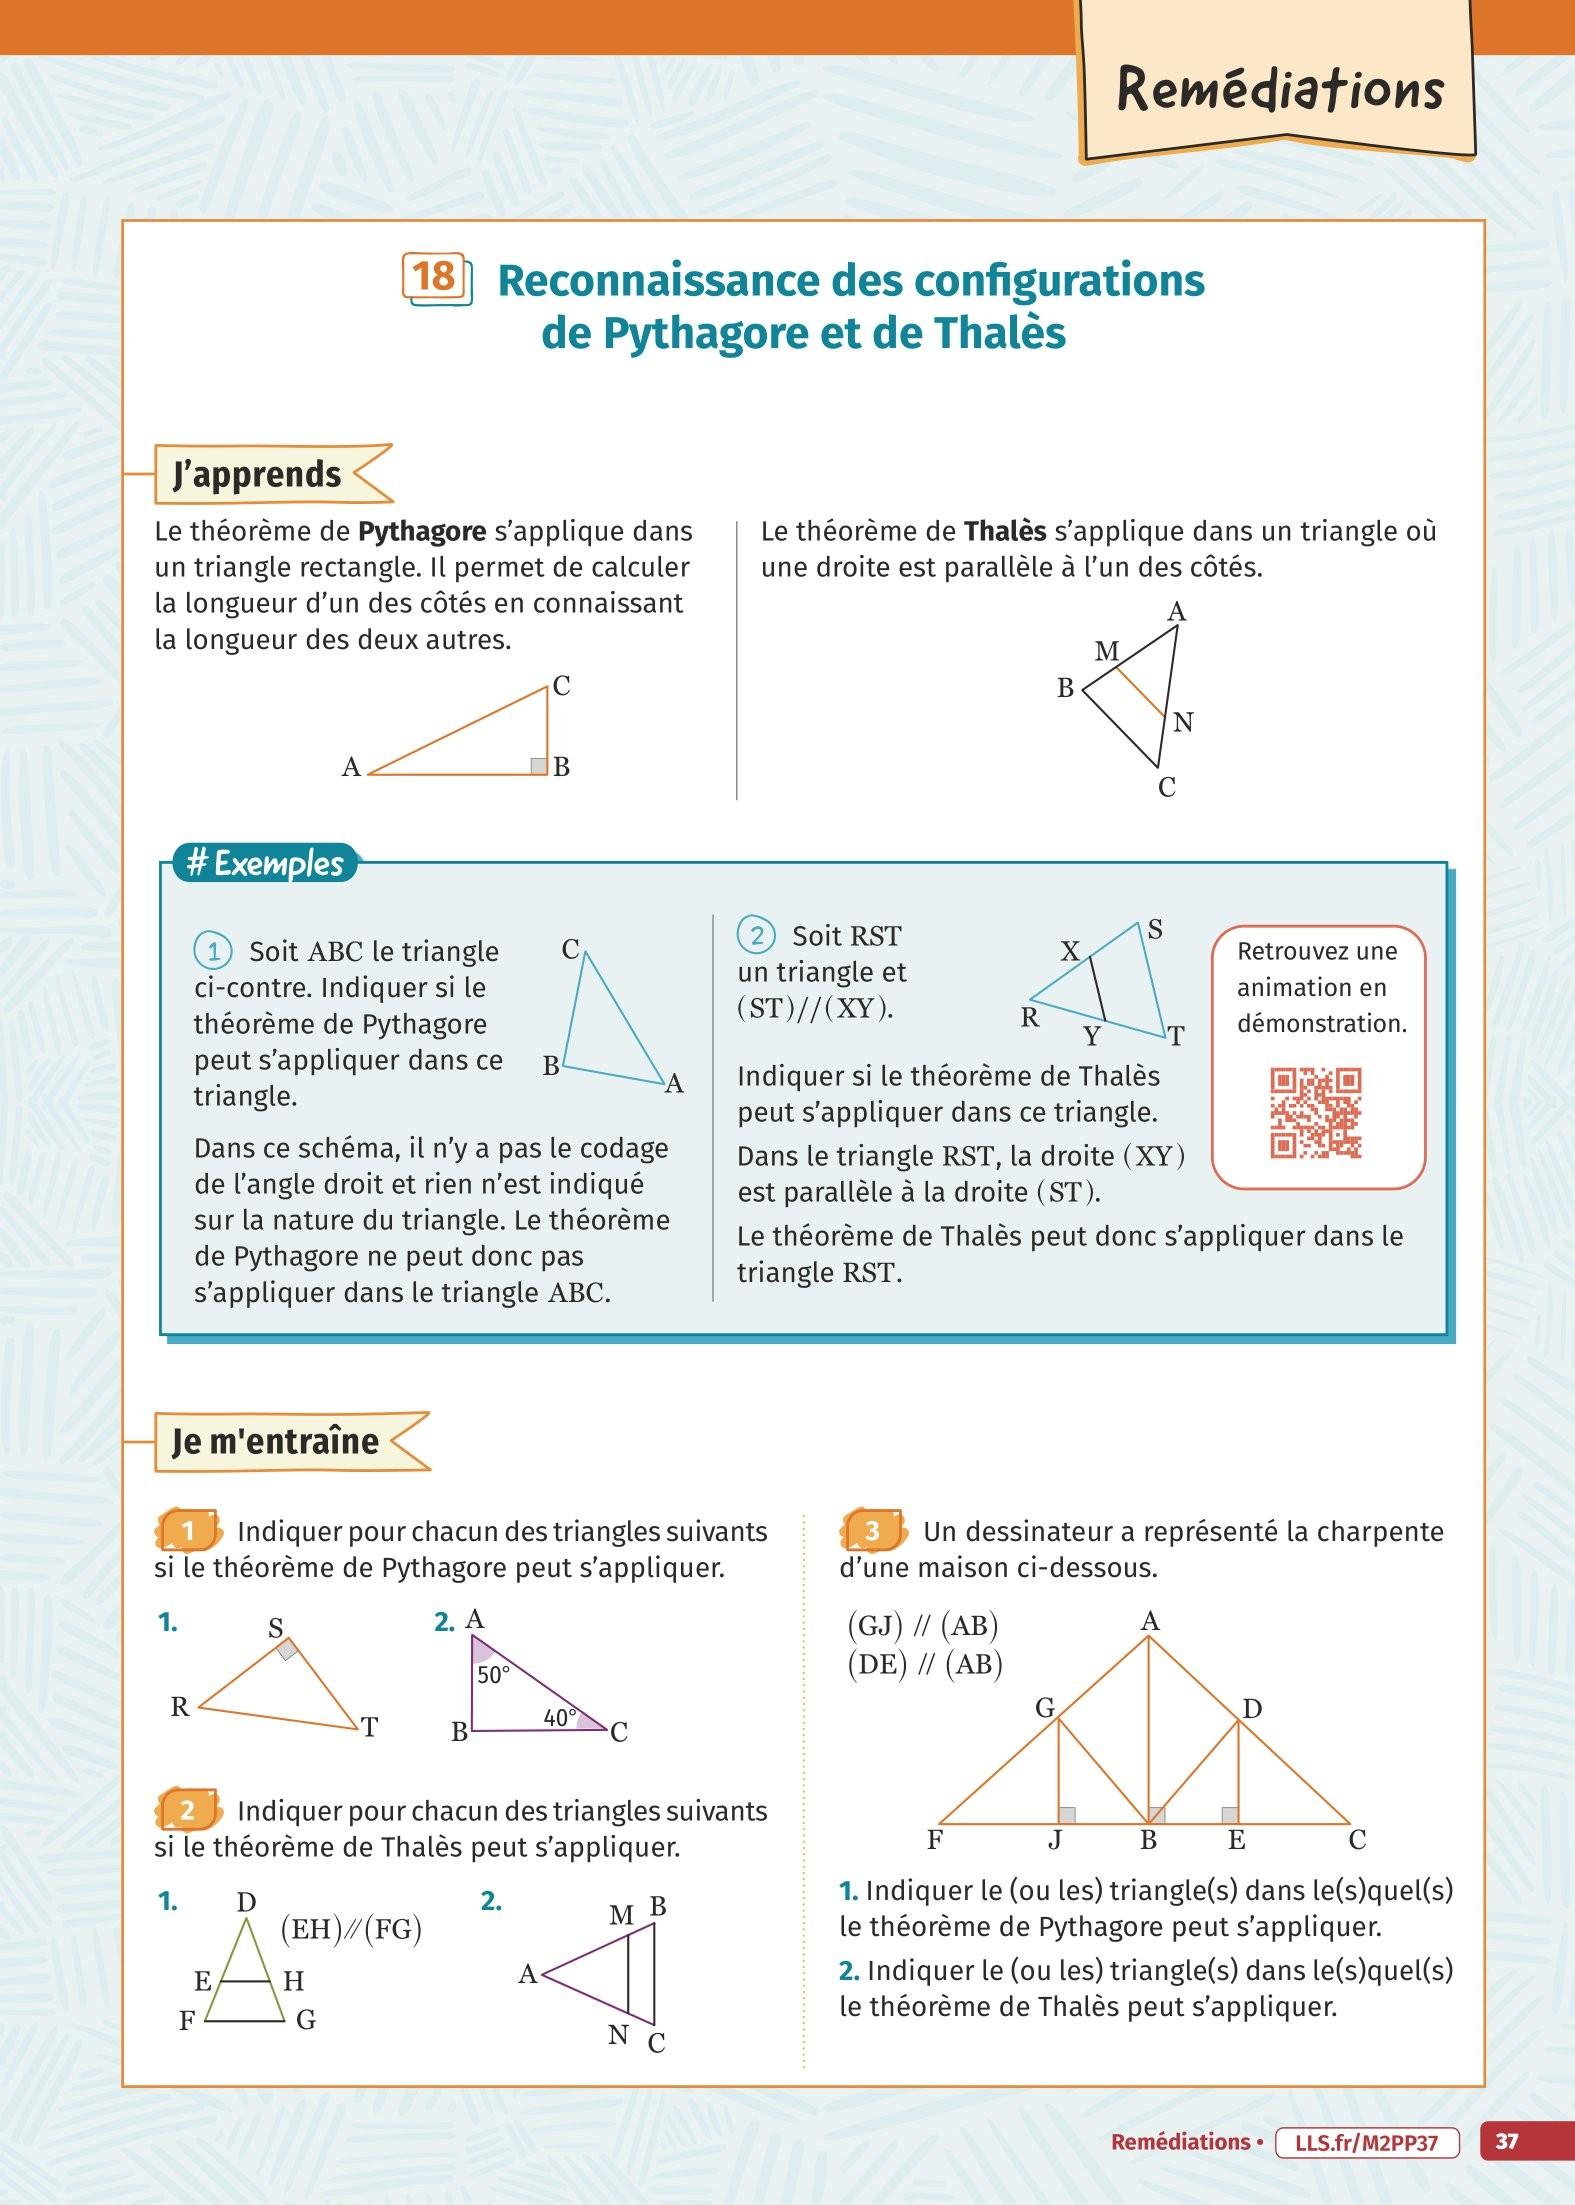 Remédiations
18 Reconnaissance des configurations
de Pythagore et de Thalès
J’apprends
Le théorème de Pythagore s’applique dans
un triangle rectangle. Il permet de calculer
la longueur d’un des côtés en connaissant
la longueur des deux autres.
C
A
B
Le théorème de Thalès s’applique dans un triangle où
une droite est parallèle à l’un des côtés.
A
M
B
N
C
# Exemples
1 Soit ABC le triangle
ci-contre. Indiquer si le
théorème de Pythagore
peut s’appliquer dans ce
triangle.
C
B
A
Dans ce schéma, il n’y a pas le codage
de l’angle droit et rien n’est indiqué
sur la nature du triangle. Le théorème
de Pythagore ne peut donc pas
s’appliquer dans le triangle ABC.
2 Soit RST
un triangle et
(ST)//(XY).
S
X
R
Y
T
Indiquer si le théorème de Thalès
peut s’appliquer dans ce triangle.
Dans le triangle RST, la droite (XY)
est parallèle à la droite (ST).
Le théorème de Thalès peut donc s’appliquer dans le
triangle RST.
Retrouvez une
animation en
démonstration.
Je m'entraîne
1 Indiquer pour chacun des triangles suivants
si le théorème de Pythagore peut s’appliquer.
1.
S
R
T
2.
A
50°
40°
B
C
2 Indiquer pour chacun des triangles suivants
si le théorème de Thalès peut s’appliquer.
1.
D
(EH)//(FG)
E
H
F
G
2.
M
B
A
N
C
3 Un dessinateur a représenté la charpente
d’une maison ci-dessous.
(GJ) // (AB)
(DE) // (AB)
A
G
D
F
J
B
E
C
1. Indiquer le (ou les) triangle(s) dans le(s)quel(s)
le théorème de Pythagore peut s’appliquer.
2. Indiquer le (ou les) triangle(s) dans le(s)quel(s)
le théorème de Thalès peut s’appliquer.
Remédiations • LLS.fr/M2PP37 37